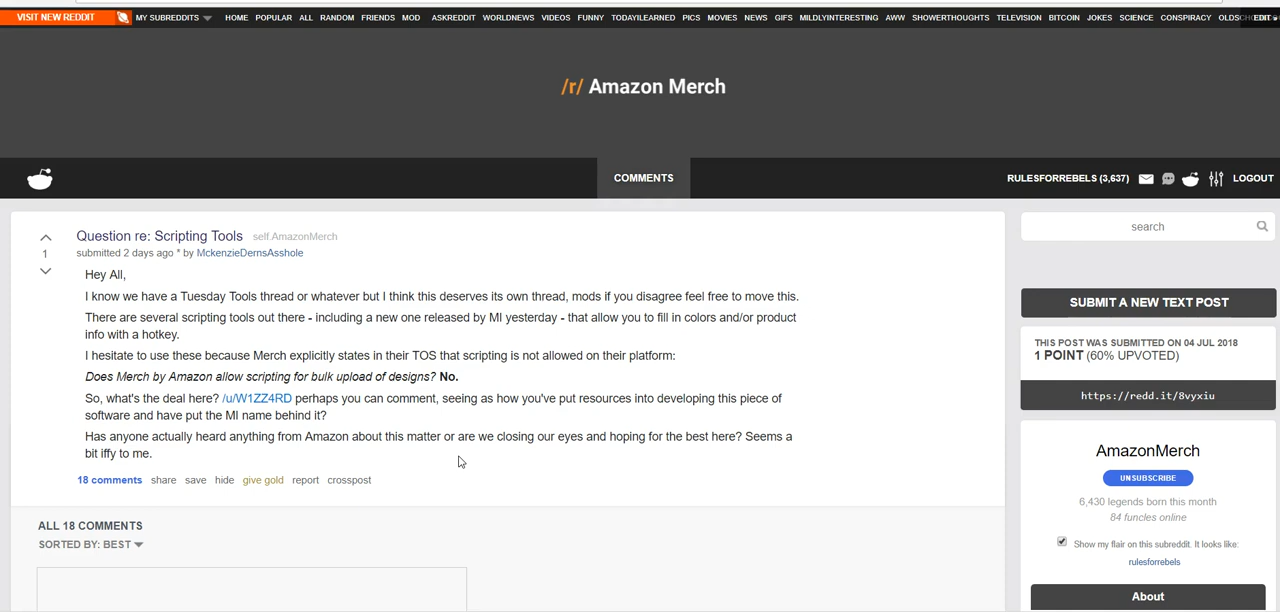 VISIT NEW REDDIT MY SUBREDDITS HOME POPULAR ALL RANDOM FRIENDS MOD ASKREDDIT WORLDNEWS VIDEOS FUNNY TODAYILEARNED PICS MOVIES NEWS GIFS MILDLYINTERESTING AWW SHOWERTHOUGHTS TELEVISION BITCOIN JOKES SCIENCE CONSPIRACY EDIT »
/r/ Amazon Merch
COMMENTS
RULESFORREBELS (3,637) LOGOUT
Question re: Scripting Tools self.AmazonMerch
1
submitted 2 days ago * by MckenzieDernsAsshole
Hey All,
I know we have a Tuesday Tools thread or whatever but I think this deserves its own thread, mods if you disagree feel free to move this.
There are several scripting tools out there - including a new one released by MI yesterday - that allow you to fill in colors and/or product
info with a hotkey.
I hesitate to use these because Merch explicitly states in their TOS that scripting is not allowed on their platform:
Does Merch by Amazon allow scripting for bulk upload of designs? No.
So, what's the deal here? /u/W1ZZ4RD perhaps you can comment, seeing as how you've put resources into developing this piece of
software and have put the MI name behind it?
Has anyone actually heard anything from Amazon about this matter or are we closing our eyes and hoping for the best here? Seems a
bit iffy to me.
18 comments share save hide give gold report crosspost
ALL 18 COMMENTS
SORTED BY: BEST
search
SUBMIT A NEW TEXT POST
THIS POST WAS SUBMITTED ON 04 JUL 2018
1 POINT (60% UPVOTED)
https://redd.it/8vyxiu
AmazonMerch
UNSUBSCRIBE
6,430 legends born this month
84 funcles online
Show my flair on this subreddit. It looks like:
rulesforrebels
About